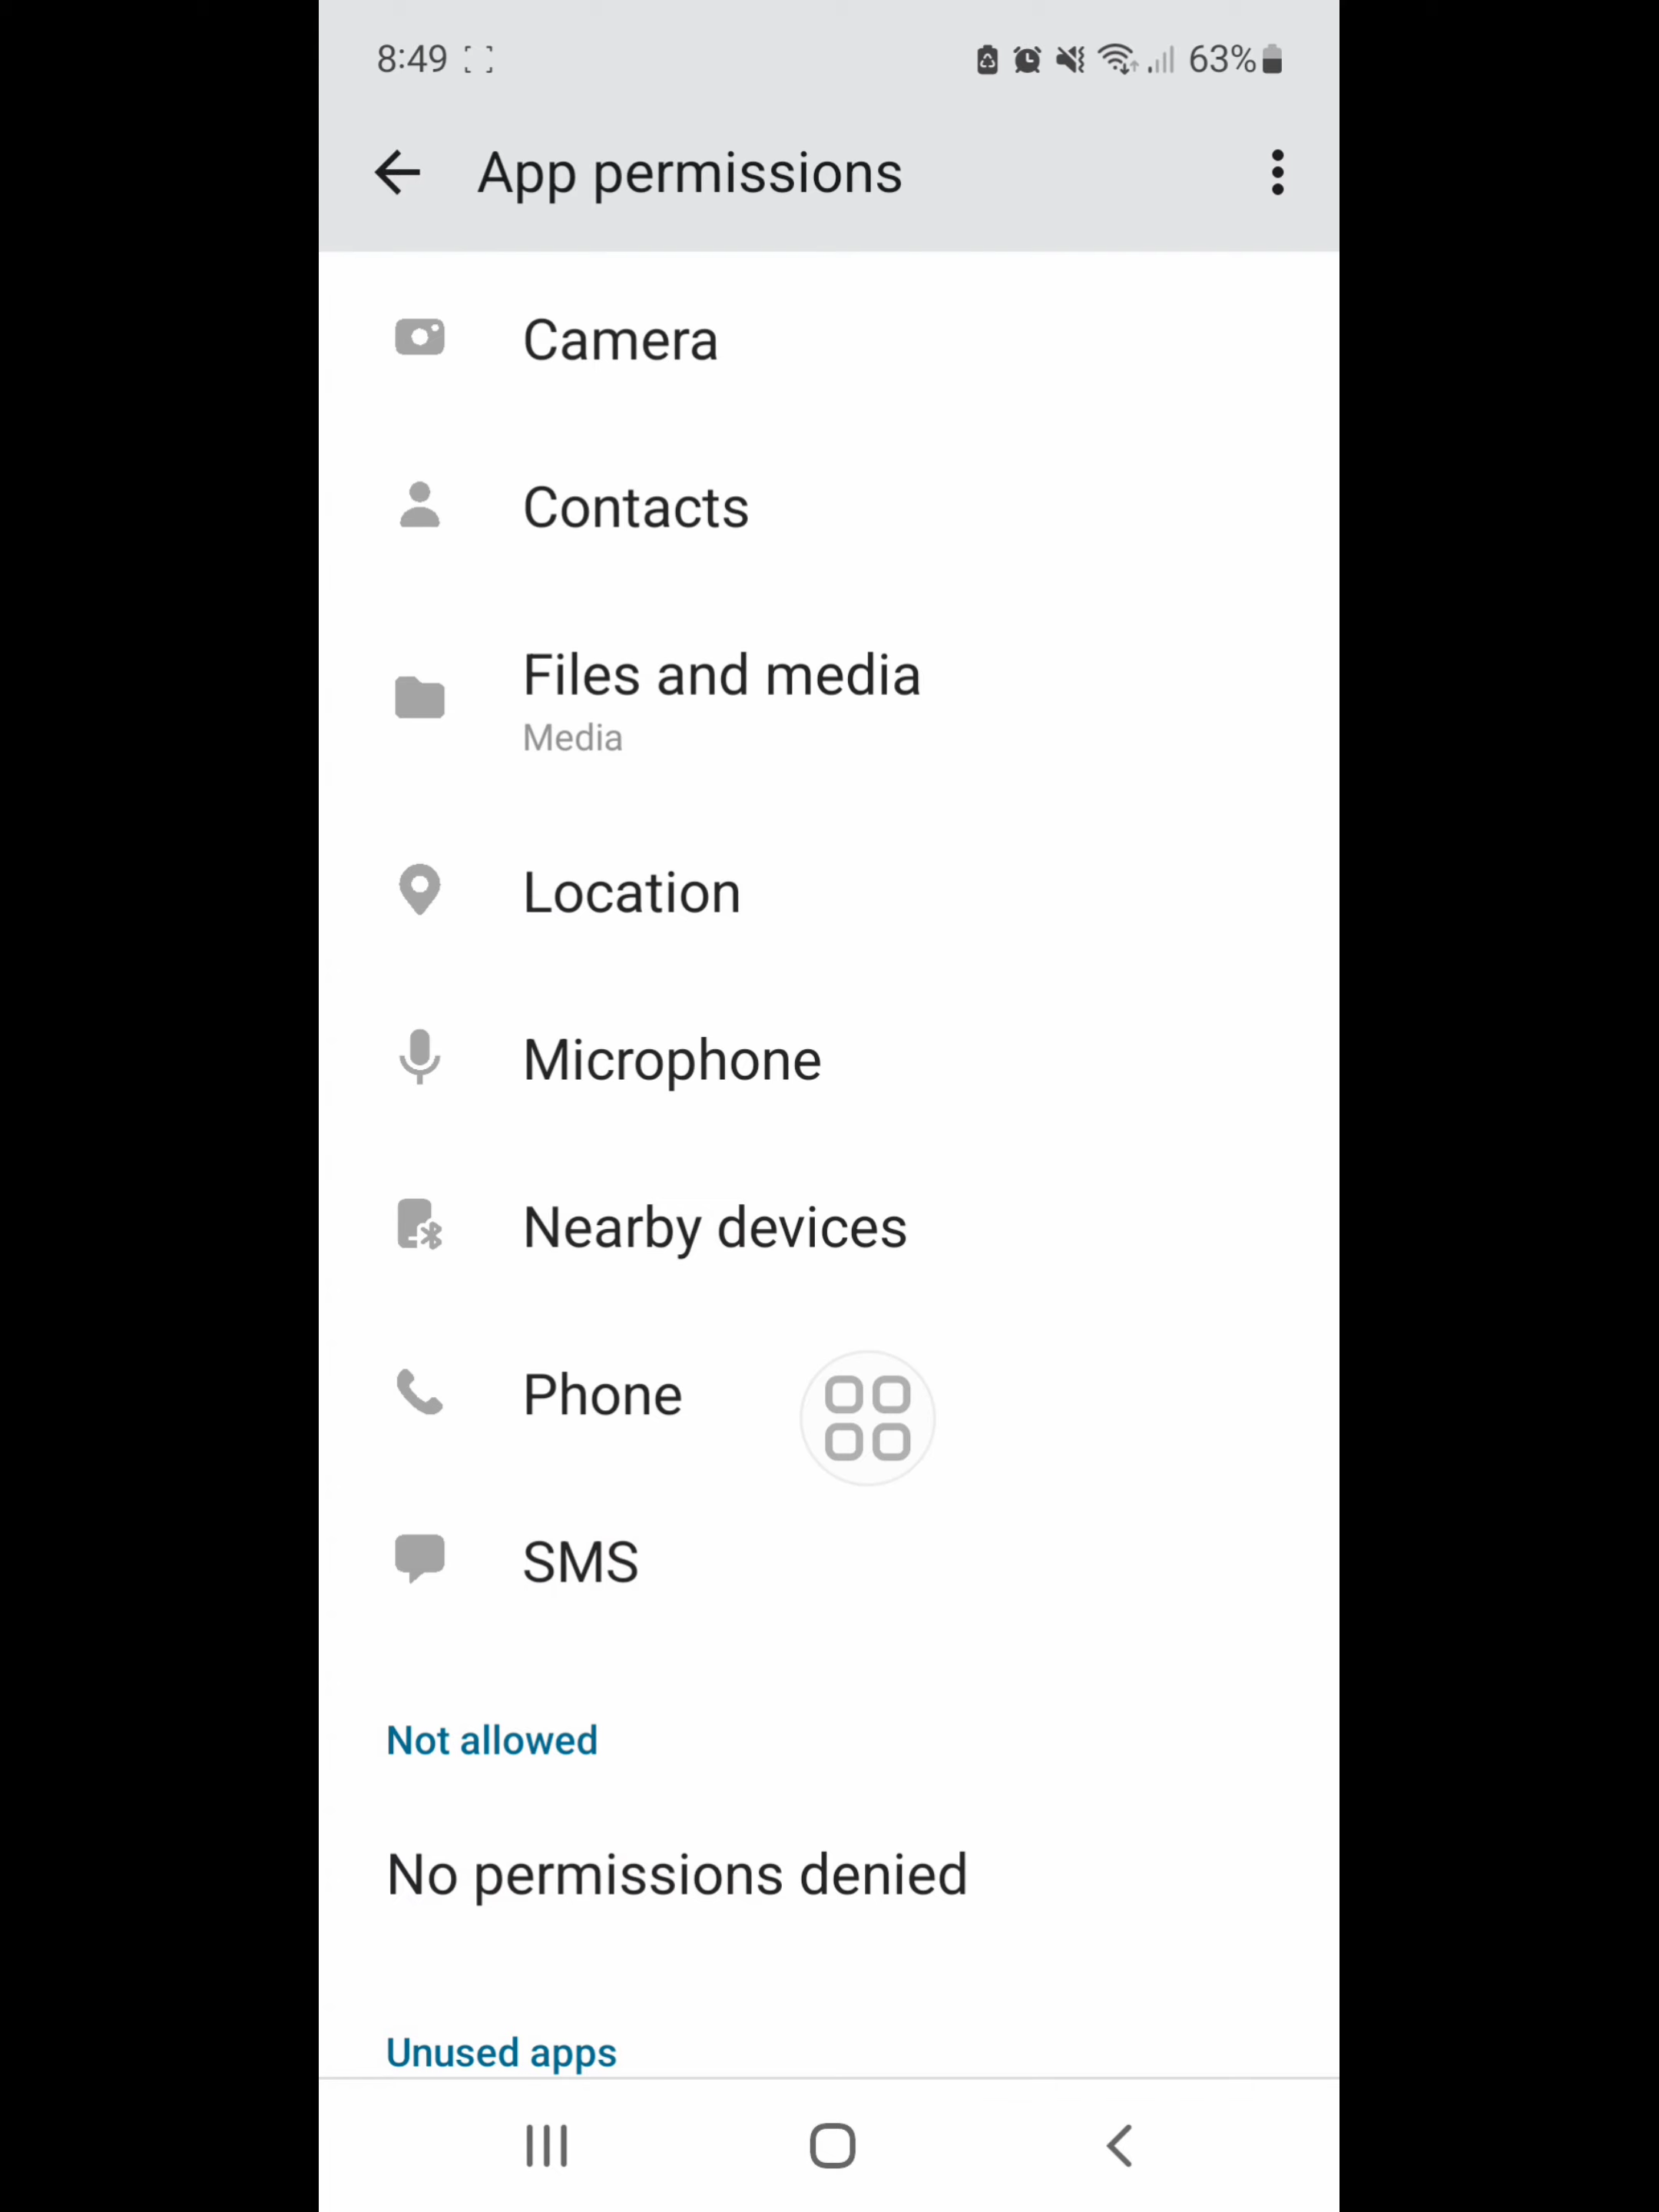 8:49 63%
App permissions
Camera
Contacts
Files and media
Media
Location
Microphone
Nearby devices
Phone
SMS
Not allowed
No permissions denied
Unused apps